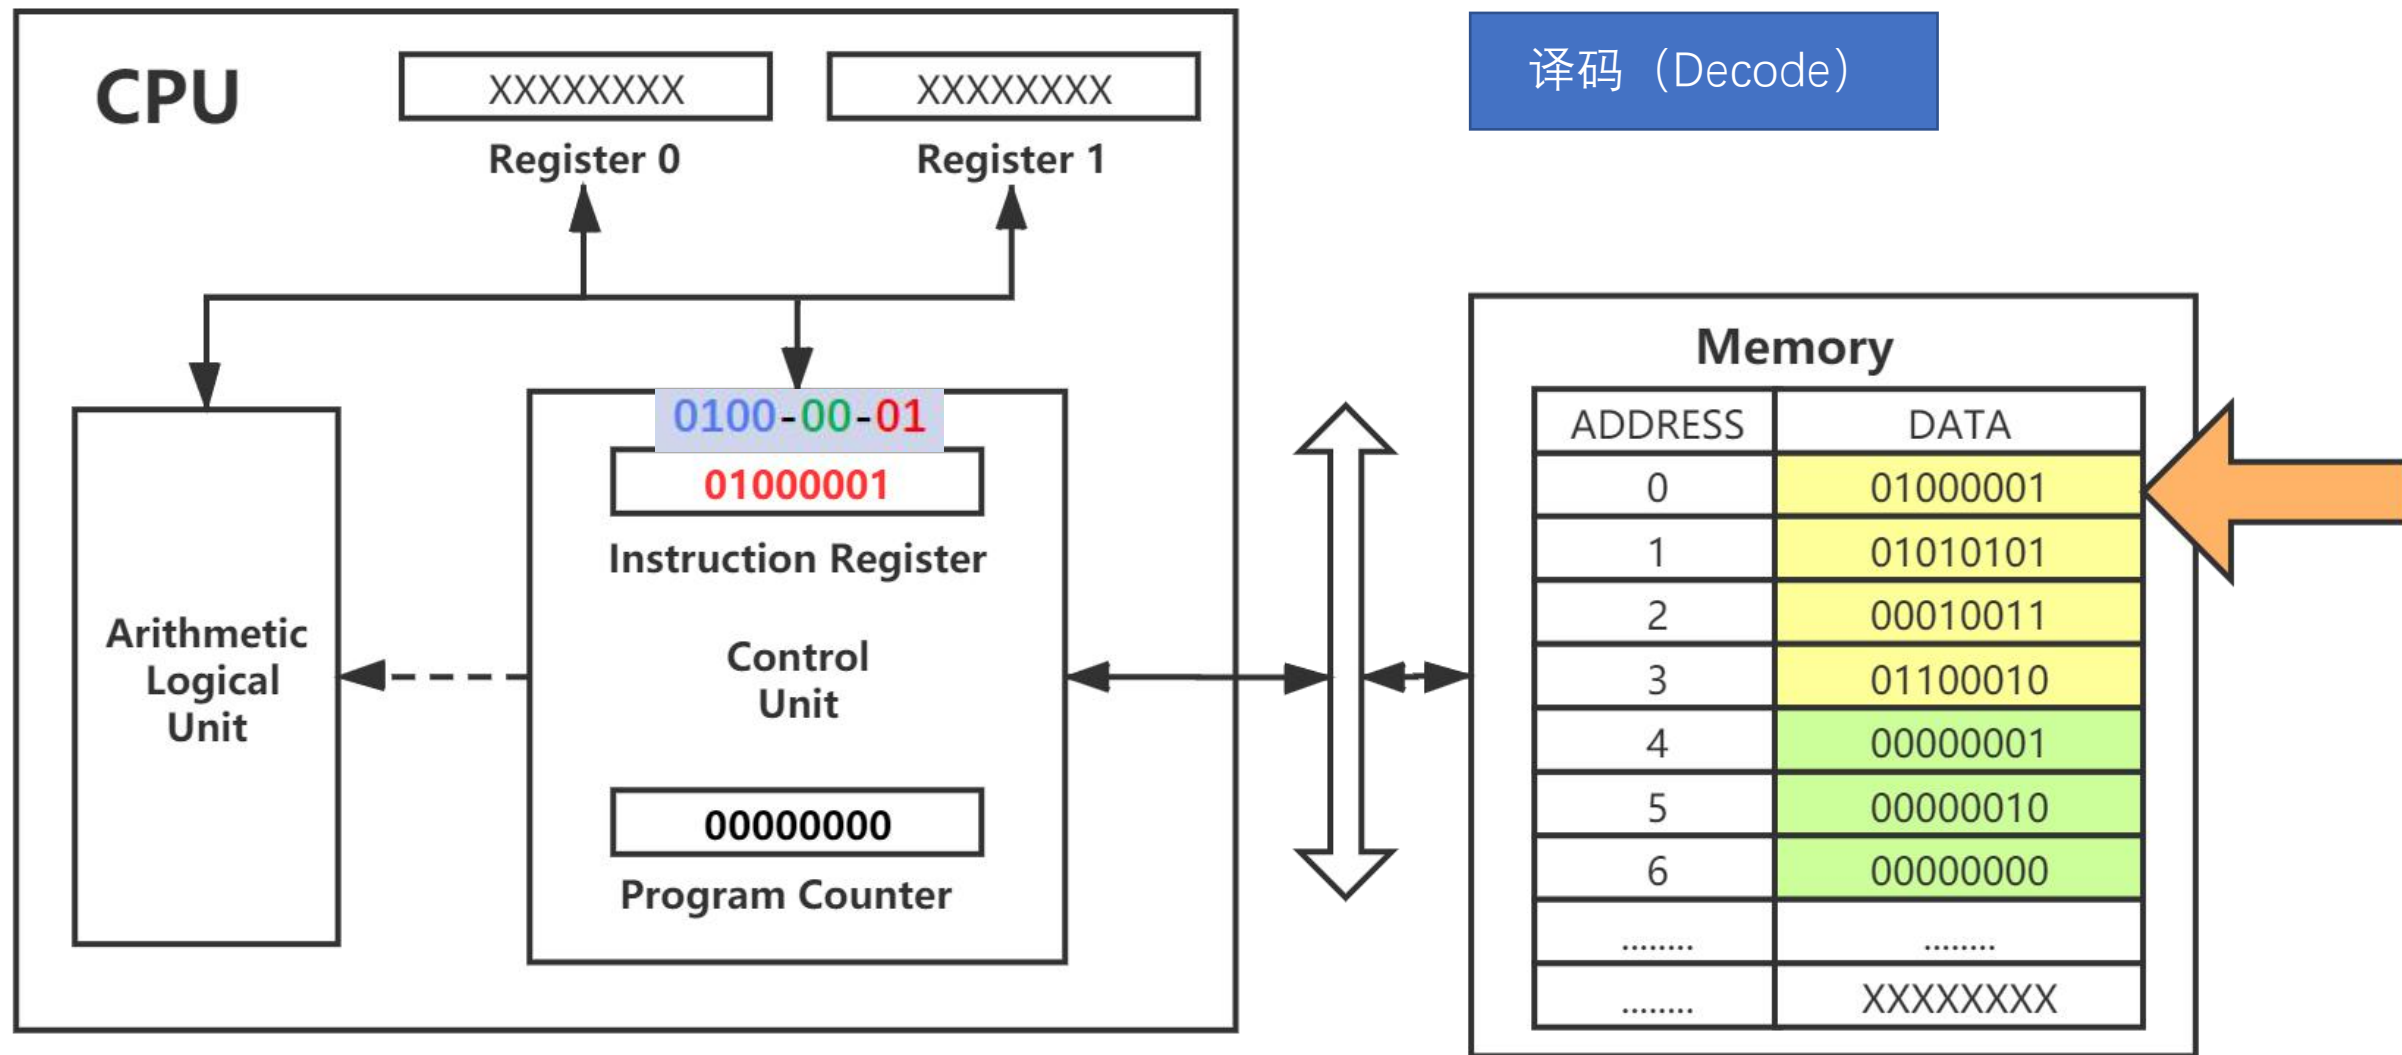 CPU
XXXXXXXX
Register 0
XXXXXXXX
Register 1
译码（Decode）
0100-00-01
01000001
Instruction Register
Control
Unit
00000000
Program Counter
Arithmetic
Logical
Unit
Memory
ADDRESS DATA
0 01000001
1 01010101
2 00010011
3 01100010
4 00000001
5 00000010
6 00000000
........ ........
........ XXXXXXXX